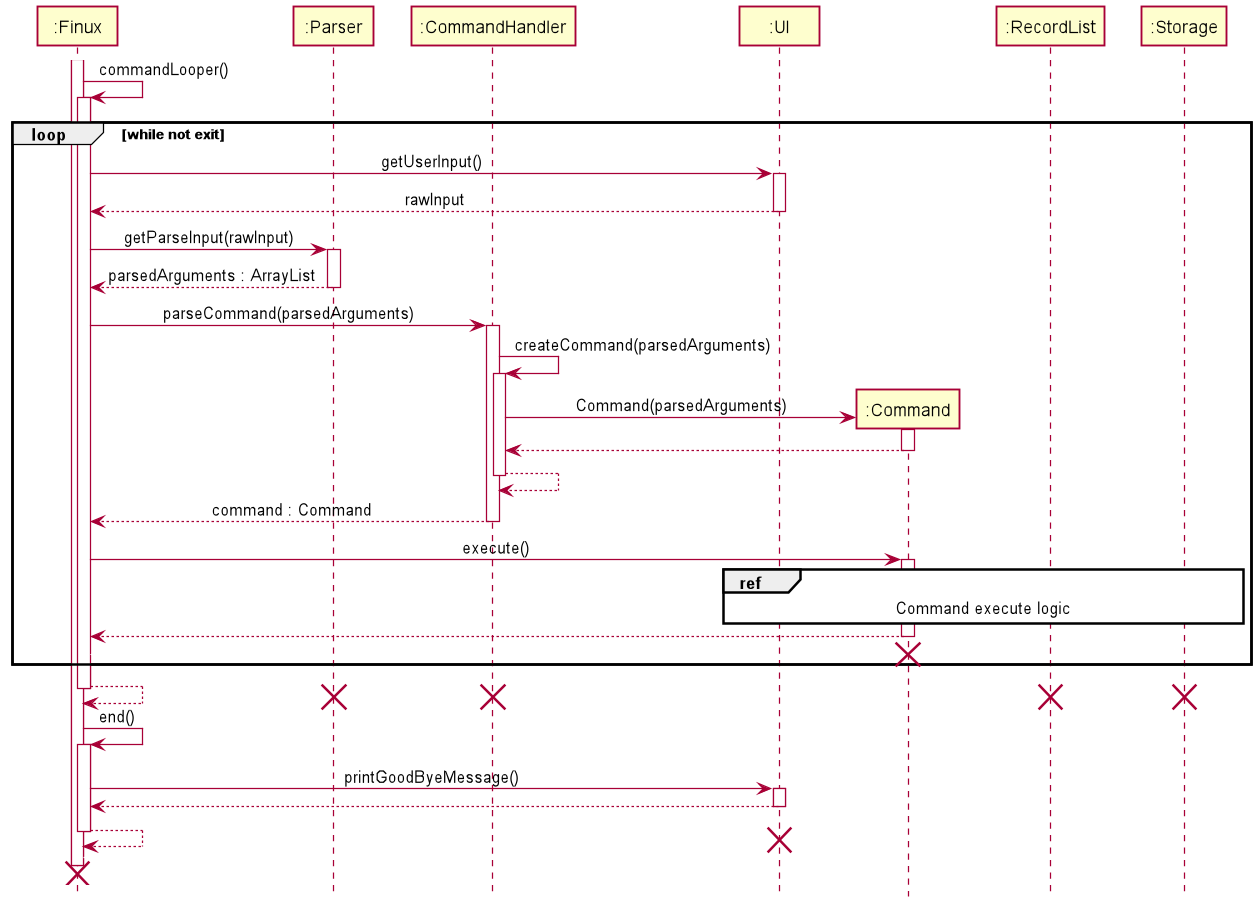 :Finux
:Parser
:CommandHandler
:UI
:RecordList
:Storage
commandLooper()
loop
[while not exit]
getUserInput()
rawInput
getParseInput(rawInput)
parsedArguments : ArrayList
parseCommand(parsedArguments)
createCommand(parsedArguments)
Command(parsedArguments)
:Command
command : Command
execute()
ref
Command execute logic
end()
printGoodByeMessage()